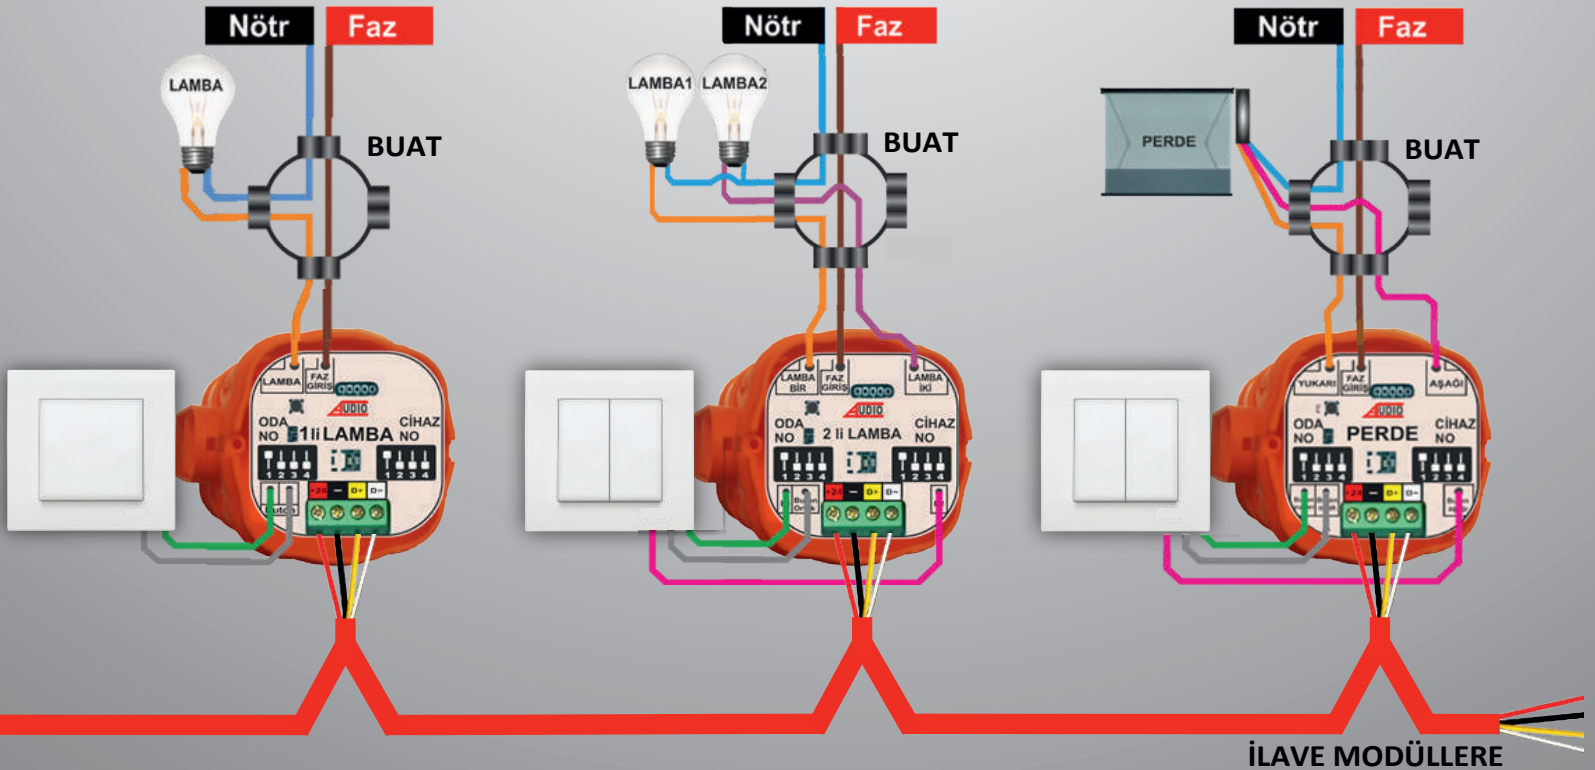 Nötr Faz
LAMBA
BUAT
LAMBA FAZ GİRİŞ
AUDIO
ODA NO 1 li LAMBA CİHAZ NO
1 2 3 4 1 2 3 4
+24 – D+ D–
Buton
Nötr Faz
LAMBA1 LAMBA2
BUAT
LAMBA BİR FAZ GİRİŞ LAMBA İKİ
AUDIO
ODA NO 2 li LAMBA CİHAZ NO
1 2 3 4 1 2 3 4
+24 – D+ D–
Nötr Faz
PERDE
BUAT
YUKARI FAZ GİRİŞ AŞAĞI
AUDIO
ODA NO PERDE CİHAZ NO
1 2 3 4 1 2 3 4
+24 – D+ D–
İLAVE MODÜLLERE